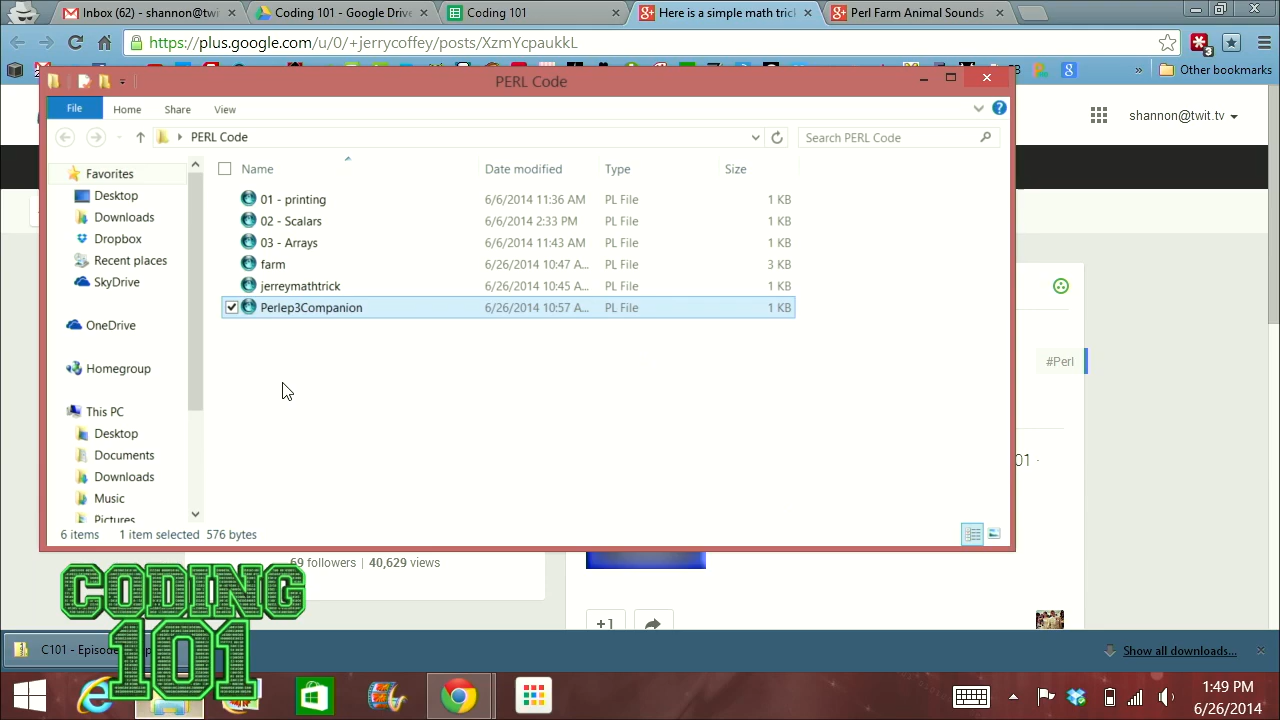 Inbox (62) - shannon@twi
Coding 101 - Google Drive
Coding 101
Here is a simple math tric
Perl Farm Animal Sounds
https://plus.google.com/u/0/+jerrycoffey/posts/XzmYcpaukkL
3
Other bookmarks
PERL Code
File
Home
Share
View
PERL Code
Search PERL Code
shannon@twit.tv
Name
Date modified
Type
Size
Favorites
Desktop
Downloads
Dropbox
Recent places
SkyDrive
OneDrive
Homegroup
This PC
Desktop
Documents
Downloads
Music
Pictures
01 - printing 6/6/2014 11:36 AM PL File 1 KB
02 - Scalars 6/6/2014 2:33 PM PL File 1 KB
03 - Arrays 6/6/2014 11:43 AM PL File 1 KB
farm 6/26/2014 10:47 A... PL File 3 KB
jerreymathtrick 6/26/2014 10:45 A... PL File 1 KB
Perlep3Companion 6/26/2014 10:57 A... PL File 1 KB
#Perl
01 ·
6 items 1 item selected 576 bytes
69 followers | 40,629 views
+1
CODING
101
C101 - Episo
Show all downloads...
1:49 PM
6/26/2014